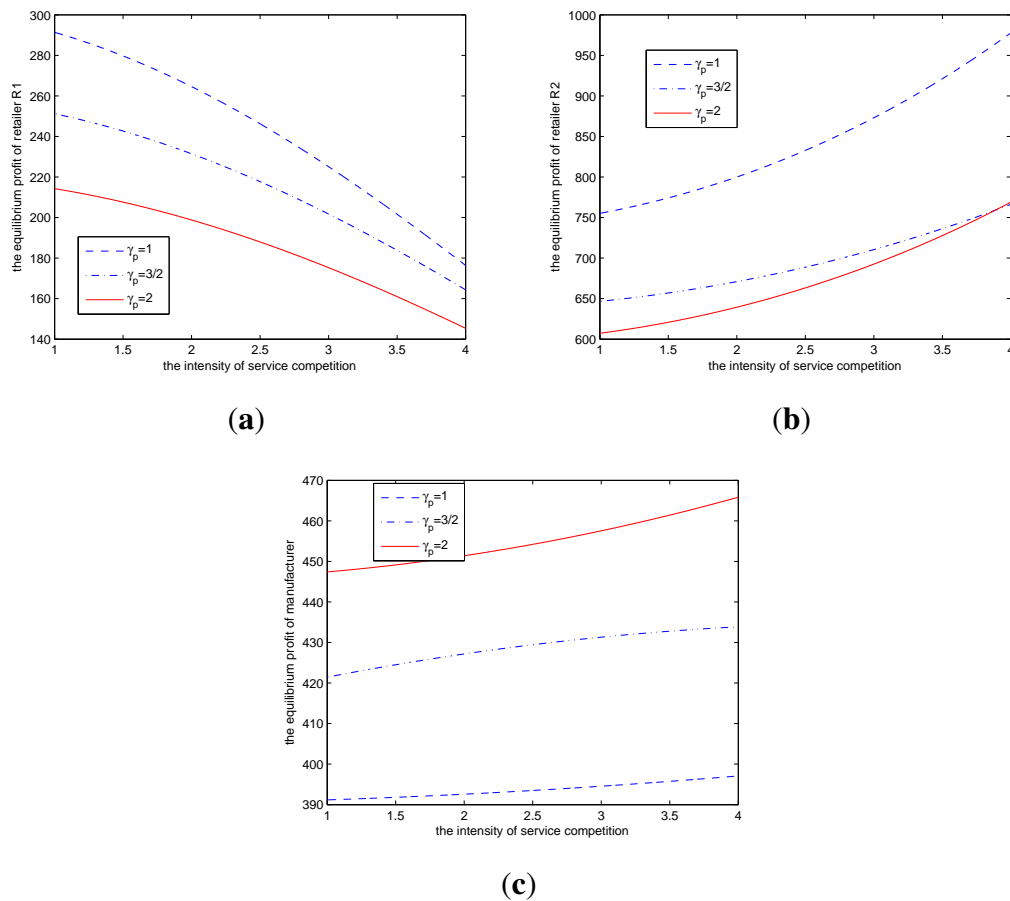 300
280
260
240
220
200
180
160
140
1
1.5
2
2.5
3
3.5
4
the equilibrium profit of retailer R1
the intensity of service competition
γp=1
γp=3/2
γp=2
(a)
1000
950
900
850
800
750
700
650
600
1
1.5
2
2.5
3
3.5
4
the equilibrium profit of retailer R2
the intensity of service competition
γp=1
γp=3/2
γp=2
(b)
470
460
450
440
430
420
410
400
390
1
1.5
2
2.5
3
3.5
4
the equilibrium profit of manufacturer
the intensity of service competition
γp=1
γp=3/2
γp=2
(c)